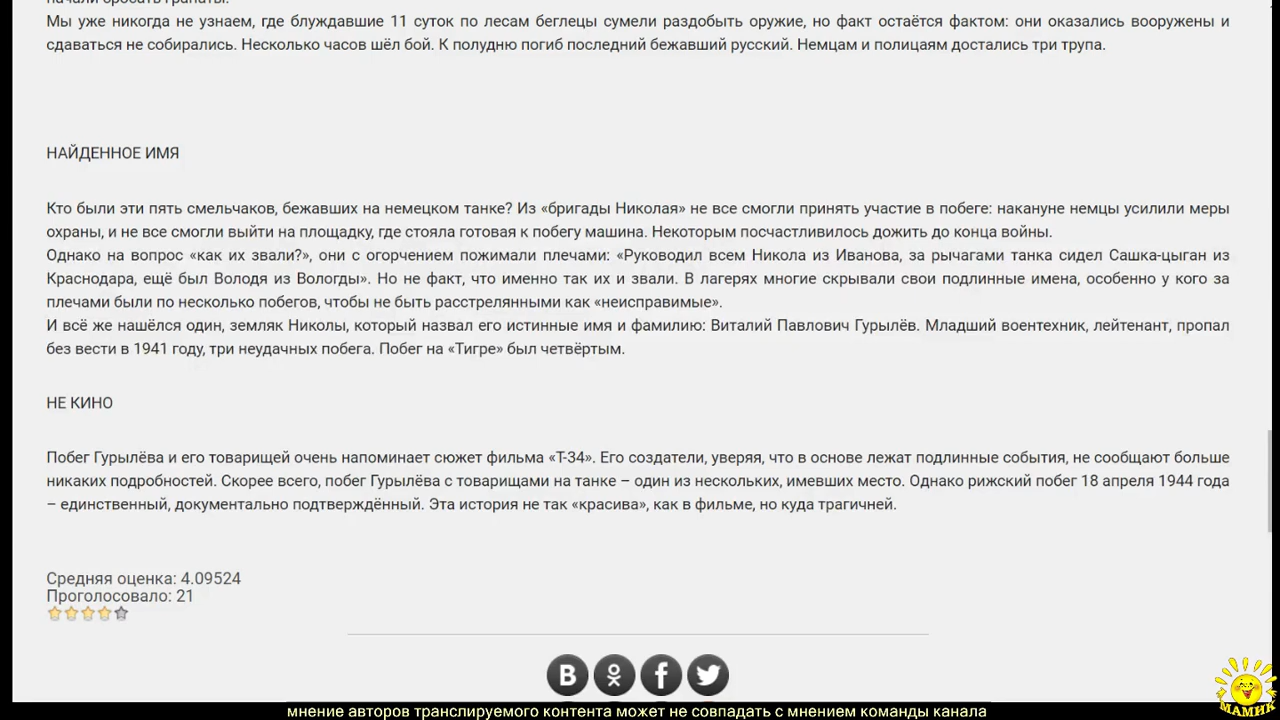 Мы уже никогда не узнаем, где блуждавшие 11 суток по лесам беглецы сумели раздобыть оружие, но факт остаётся фактом: они оказались вооружены и
сдаваться не собирались. Несколько часов шёл бой. К полудню погиб последний бежавший русский. Немцам и полицаям достались три трупа.
НАЙДЕННОЕ ИМЯ
Кто были эти пять смельчаков, бежавших на немецком танке? Из «бригады Николая» не все смогли принять участие в побеге: накануне немцы усилили меры
охраны, и не все смогли выйти на площадку, где стояла готовая к побегу машина. Некоторым посчастливилось дожить до конца войны.
Однако на вопрос «как их звали?», они с огорчением пожимали плечами: «Руководил всем Никола из Иванова, за рычагами танка сидел Сашка-цыган из
Краснодара, ещё был Володя из Вологды». Но не факт, что именно так их и звали. В лагерях многие скрывали свои подлинные имена, особенно у кого за
плечами были по несколько побегов, чтобы не быть расстрелянными как «неисправимые».
И всё же нашёлся один, земляк Николы, который назвал его истинные имя и фамилию: Виталий Павлович Гурылёв. Младший воентехник, лейтенант, пропал
без вести в 1941 году, три неудачных побега. Побег на «Тигре» был четвёртым.
НЕ КИНО
Побег Гурылёва и его товарищей очень напоминает сюжет фильма «Т-34». Его создатели, уверяя, что в основе лежат подлинные события, не сообщают больше
никаких подробностей. Скорее всего, побег Гурылёва с товарищами на танке – один из нескольких, имевших место. Однако рижский побег 18 апреля 1944 года
– единственный, документально подтверждённый. Эта история не так «красива», как в фильме, но куда трагичней.
Средняя оценка: 4.09524
Проголосовало: 21
МАМИК
мнение авторов транслируемого контента может не совпадать с мнением команды канала